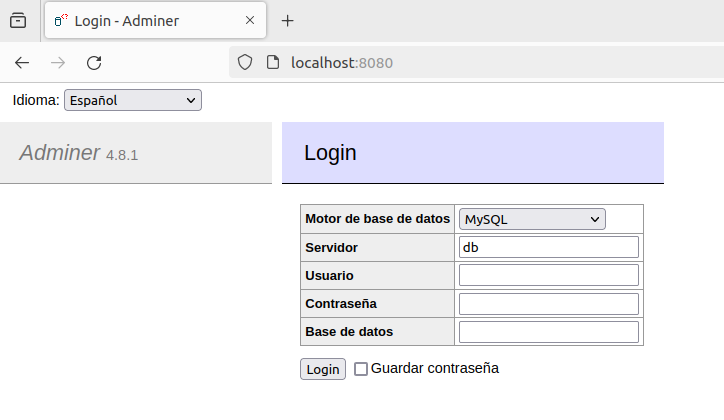 Login - Adminer
localhost:8080
Idioma: Español
Adminer 4.8.1
Login
Motor de base de datos MySQL
Servidor db
Usuario
Contraseña
Base de datos
Login Guardar contraseña